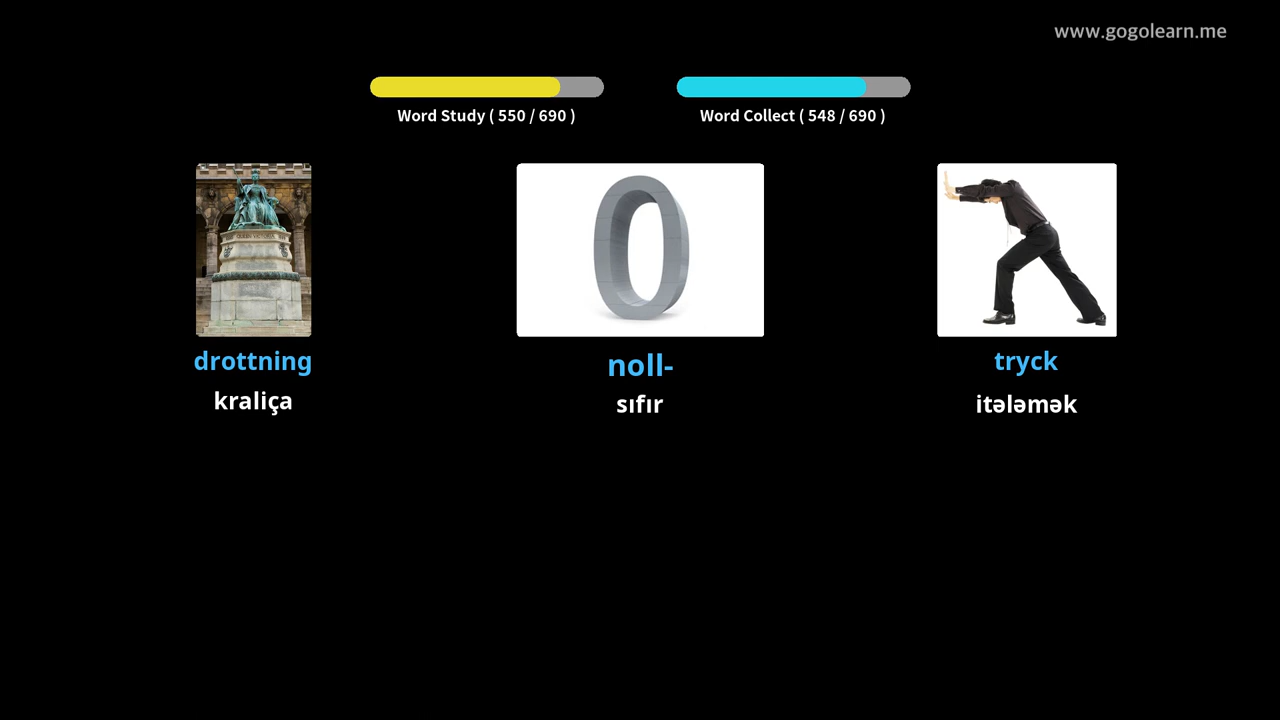 www.gogolearn.me
Word Study ( 550 / 690 )
Word Collect ( 548 / 690 )
drottning
noll-
tryck
kraliça
sıfır
itələmək